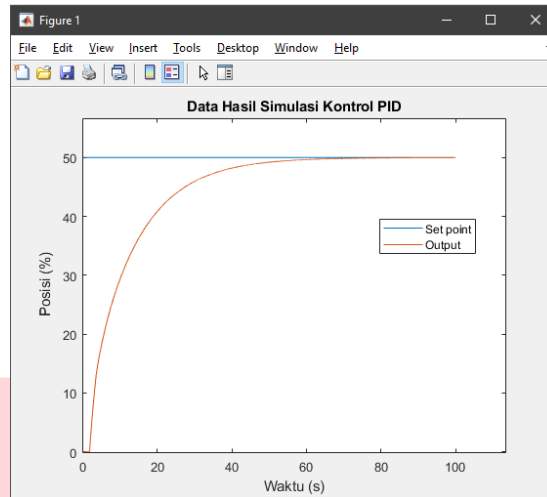 Figure 1
File Edit View Insert Tools Desktop Window Help
Data Hasil Simulasi Kontrol PID
50
40
30
20
10
0
Posisi (%)
Set point
Output
0 20 40 60 80 100
Waktu (s)